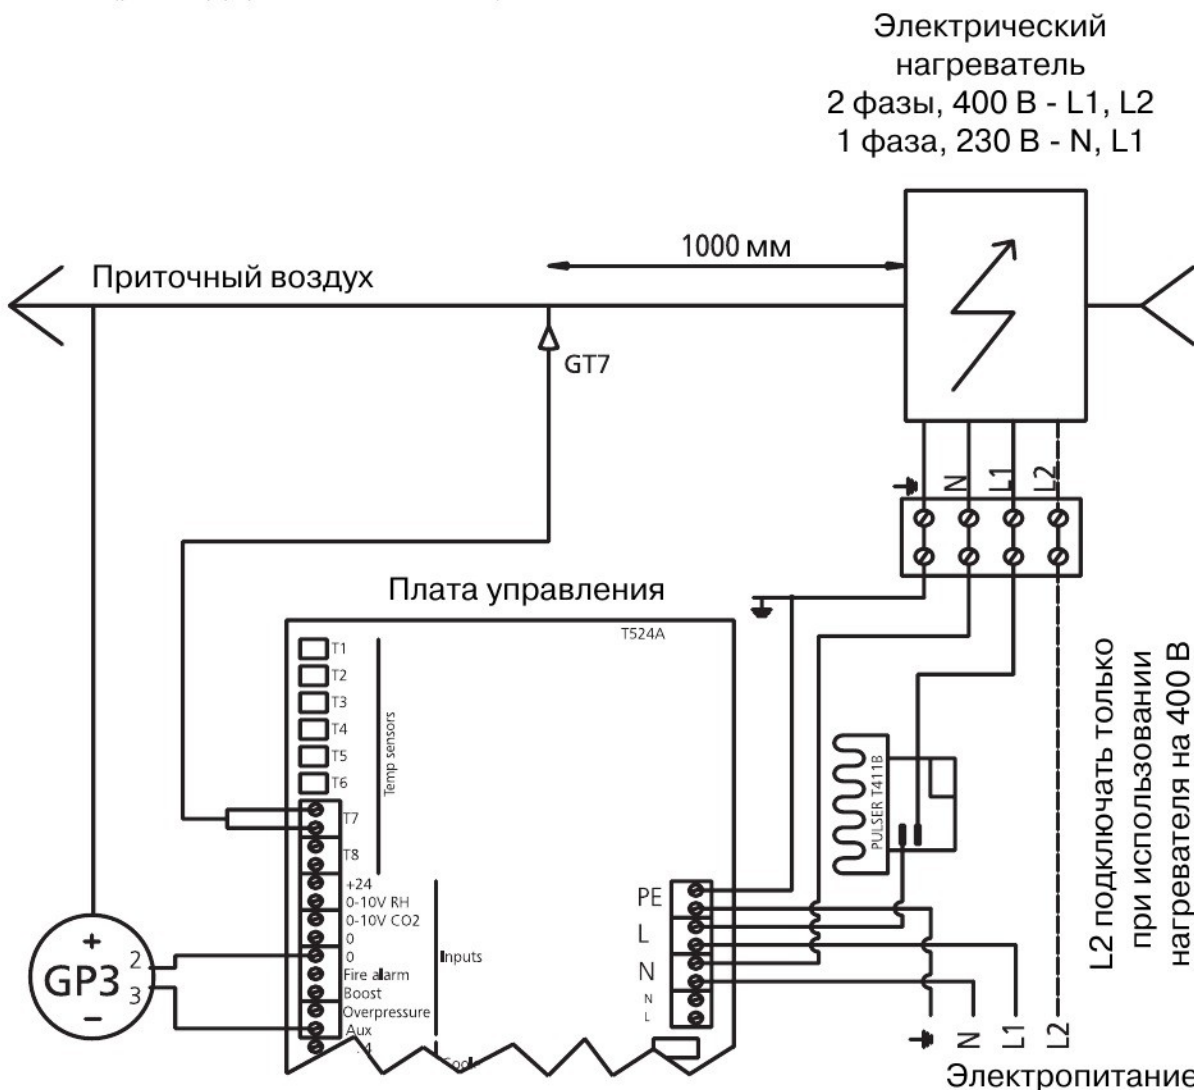 Электрический
нагреватель
2 фазы, 400 В - L1, L2
1 фаза, 230 В - N, L1
1000 мм
Приточный воздух
GT7
N
L1
L2
Плата управления
T524A
T1
T2
T3
T4
T5
T6
T7
T8
Temp sensors
+24
0-10V RH
0-10V CO2
0
0
Fire alarm
Boost
Overpressure
Aux
Inputs
PE
L
N
N
L
PULSER T411B
L2 подключать только
при использовании
нагревателя на 400 В
+
GP3
−
2
3
N
L1
L2
Электропитание